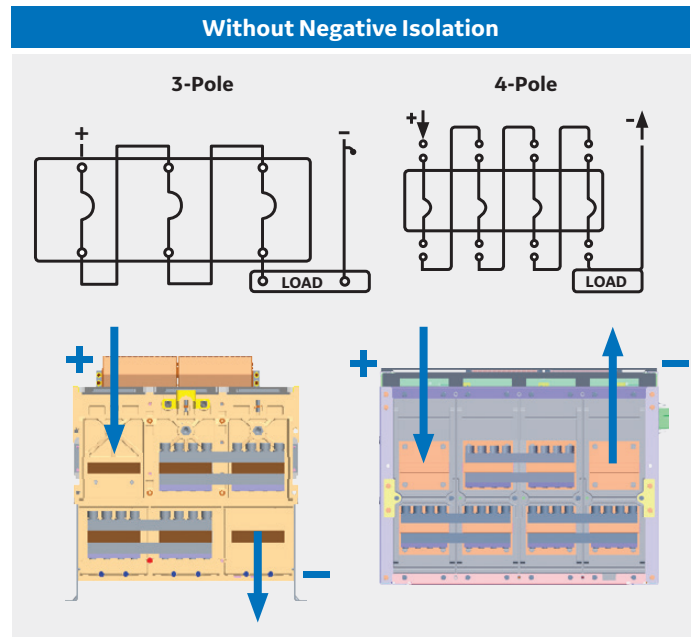 Without Negative Isolation
3-Pole
4-Pole
+
−
+
-
LOAD
LOAD
+
−
+
−